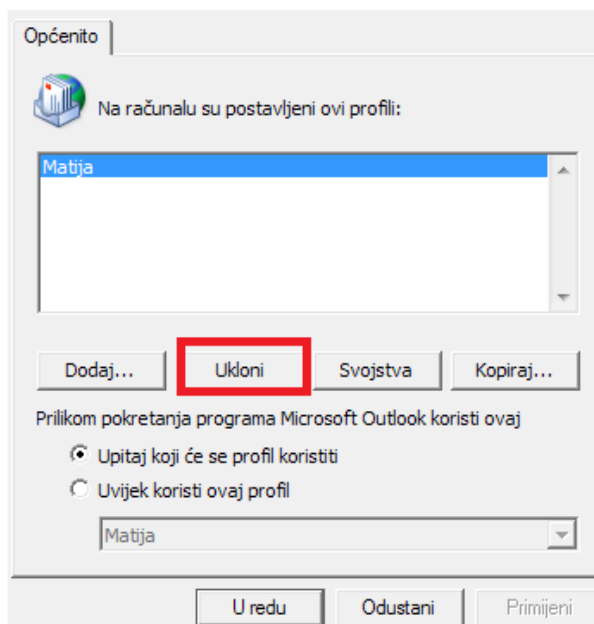 Općenito
Na računalu su postavljeni ovi profili:
Matija
Dodaj... Ukloni Svojstva Kopiraj...
Prilikom pokretanja programa Microsoft Outlook koristi ovaj
Upitaj koji će se profil koristiti
Uvijek koristi ovaj profil
Matija
U redu Odustani Primijeni